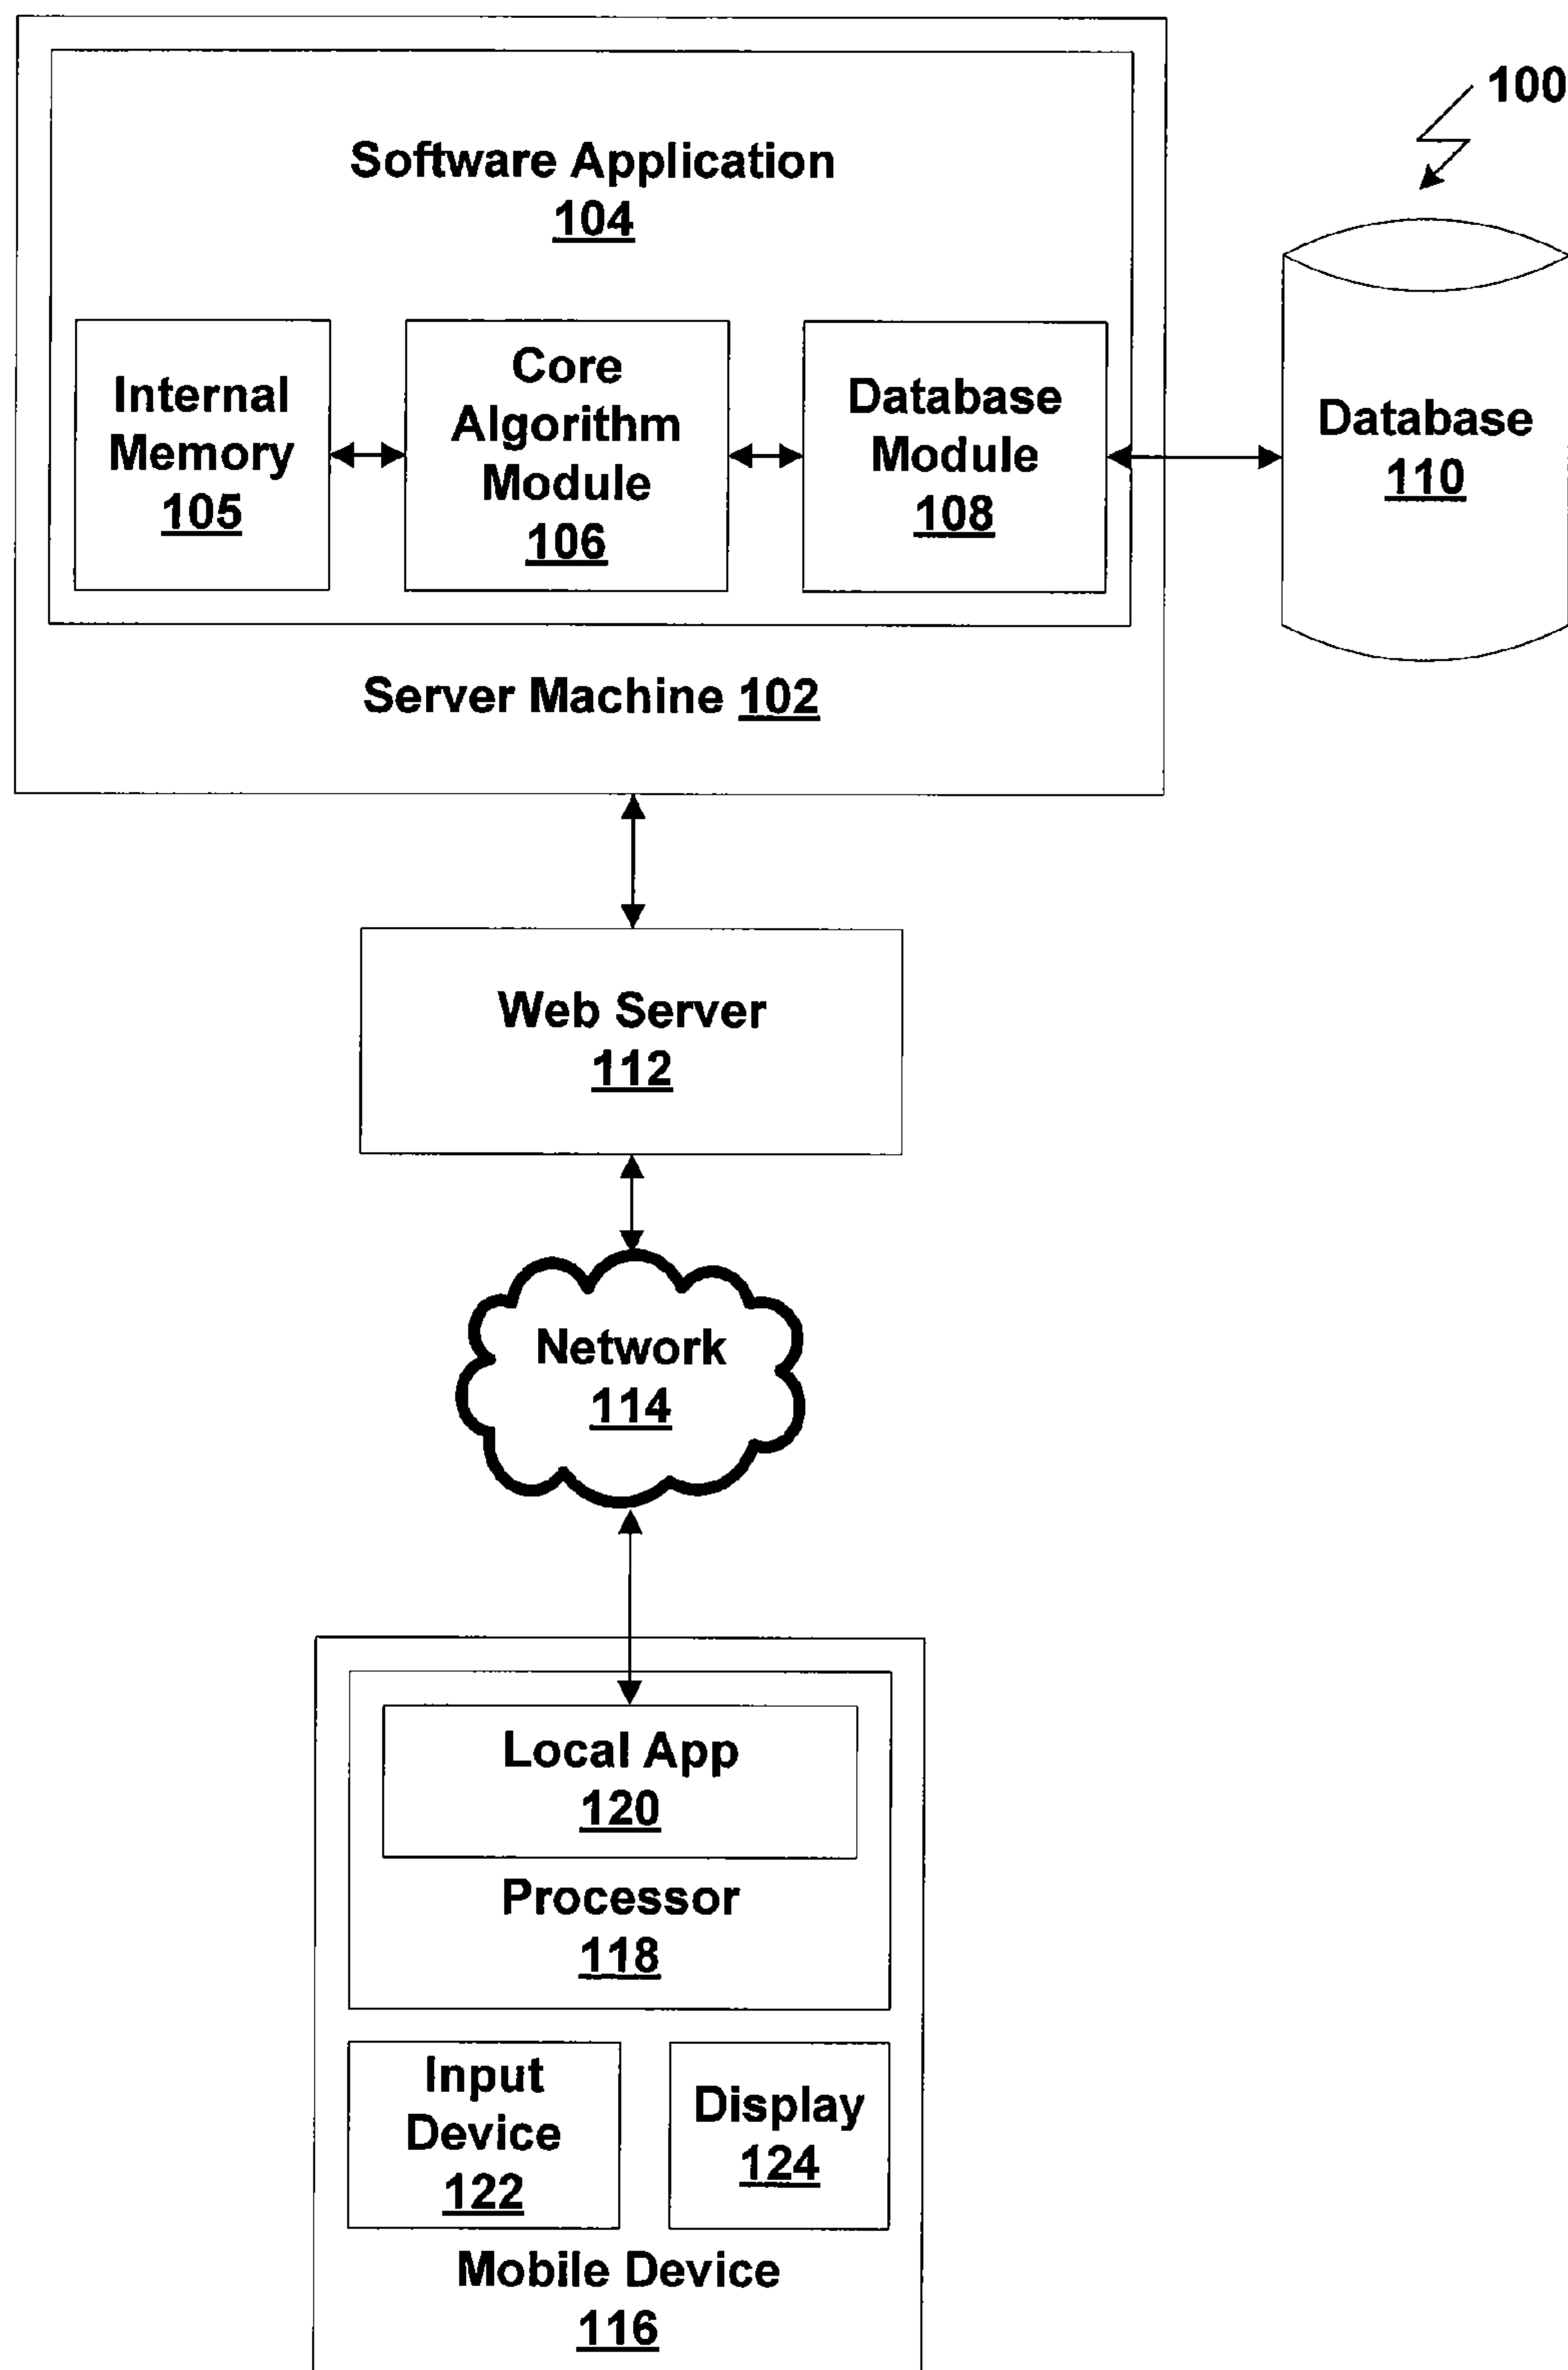 100
Software Application
104
Internal
Memory
105
Core
Algorithm
Module
106
Database
Module
108
Database
110
Server Machine 102
Web Server
112
Network
114
Local App
120
Processor
118
Input
Device
122
Display
124
Mobile Device
116